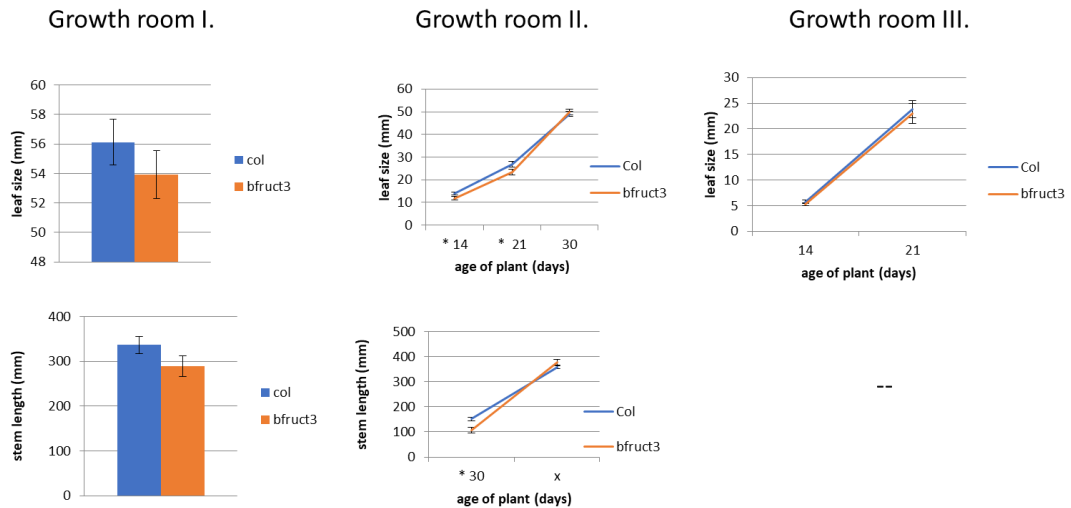 Growth room I.
Growth room II.
Growth room III.
leaf size (mm)
60
58
56
54
52
50
48
col
bfruct3
leaf size (mm)
60
50
40
30
20
10
0
* 14 * 21 30
age of plant (days)
Col
bfruct3
leaf size (mm)
30
25
20
15
10
5
0
14 21
age of plant (days)
Col
bfruct3
stem length (mm)
400
300
200
100
0
col
bfruct3
stem length (mm)
500
400
300
200
100
0
* 30 x
age of plant (days)
Col
bfruct3
--